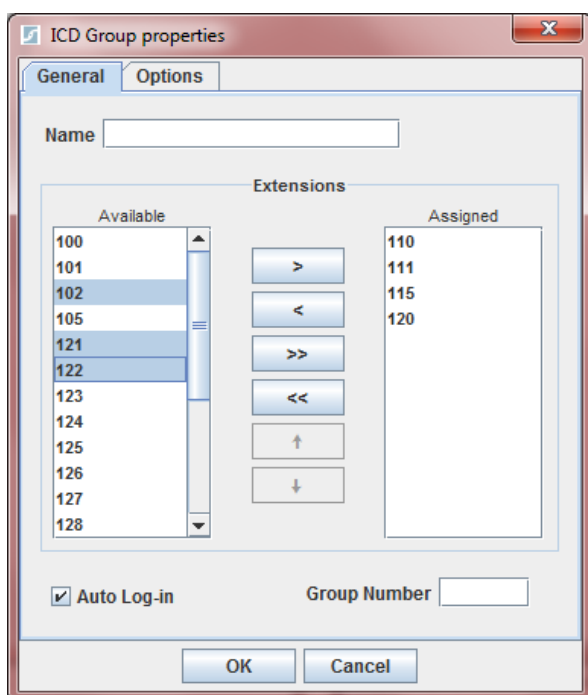 ICD Group properties
General Options
Name
Extensions
Available
100
101
102
105
121
122
123
124
125
126
127
128
>
<
>>
<<
Assigned
110
111
115
120
Auto Log-in
Group Number
OK Cancel